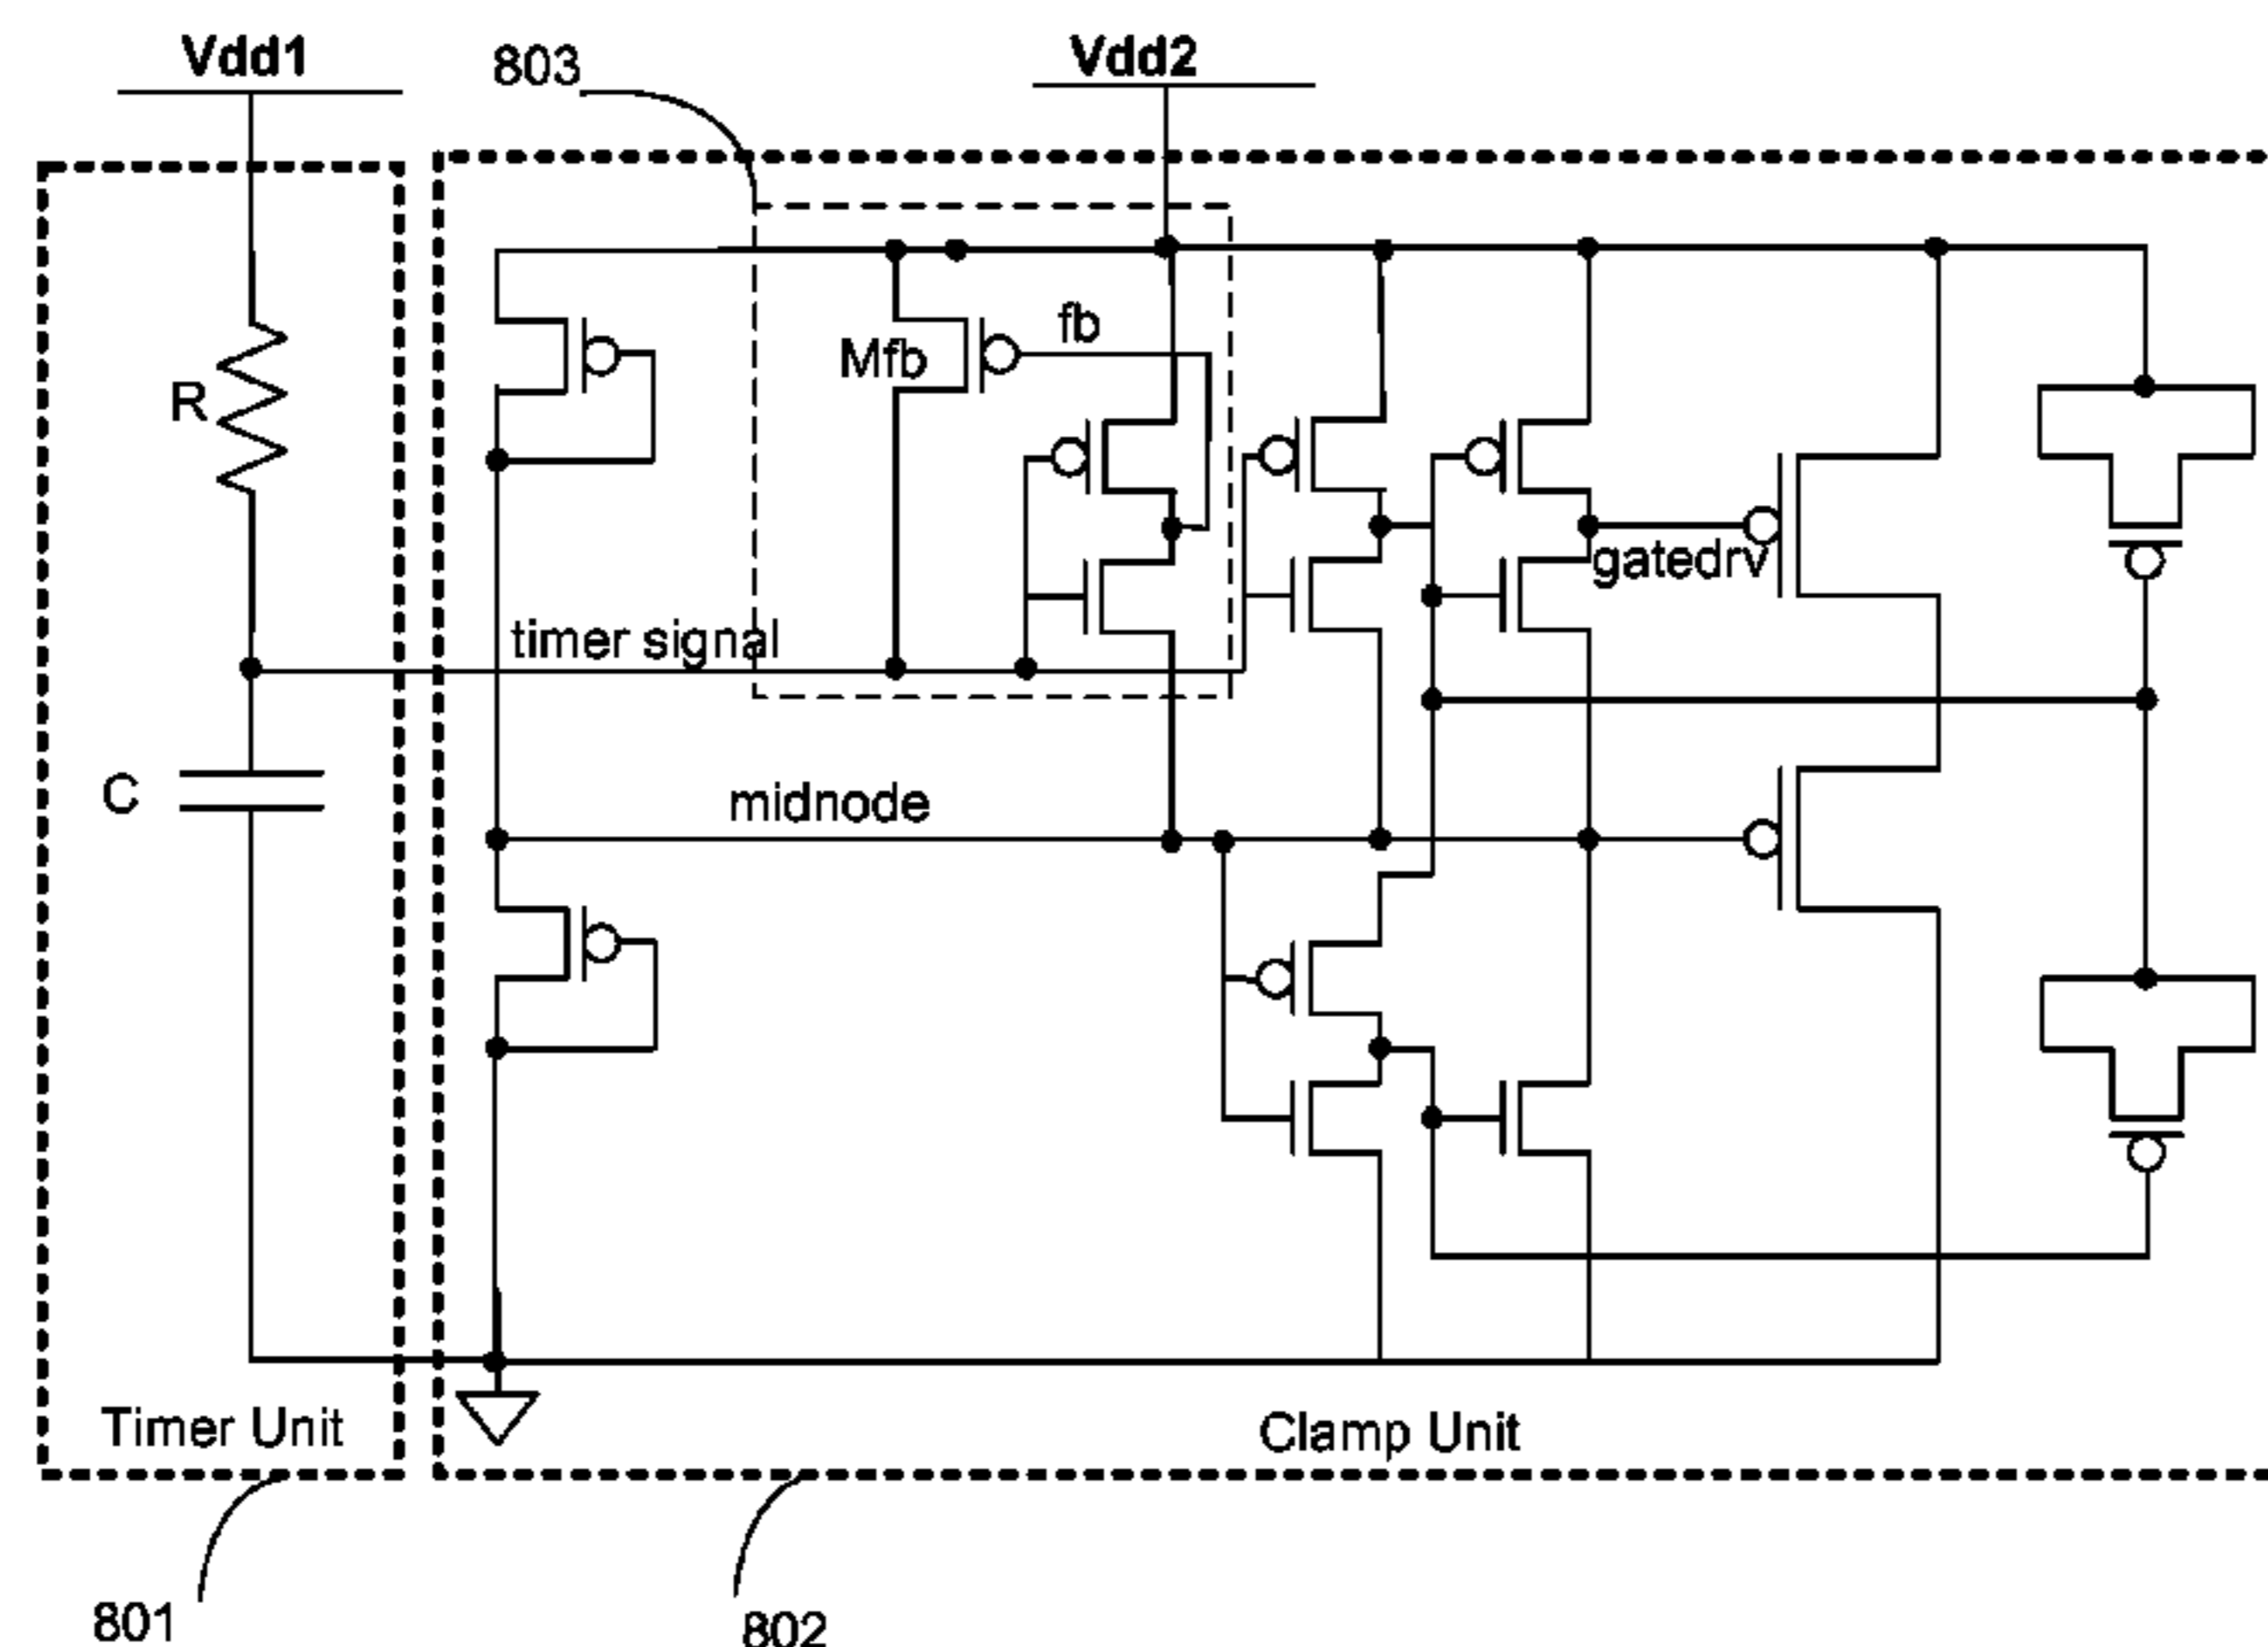 Vdd1
803
Vdd2
fb
Mfb
R
gatedrv
timer signal
C
midnode
Timer Unit
Clamp Unit
801
802